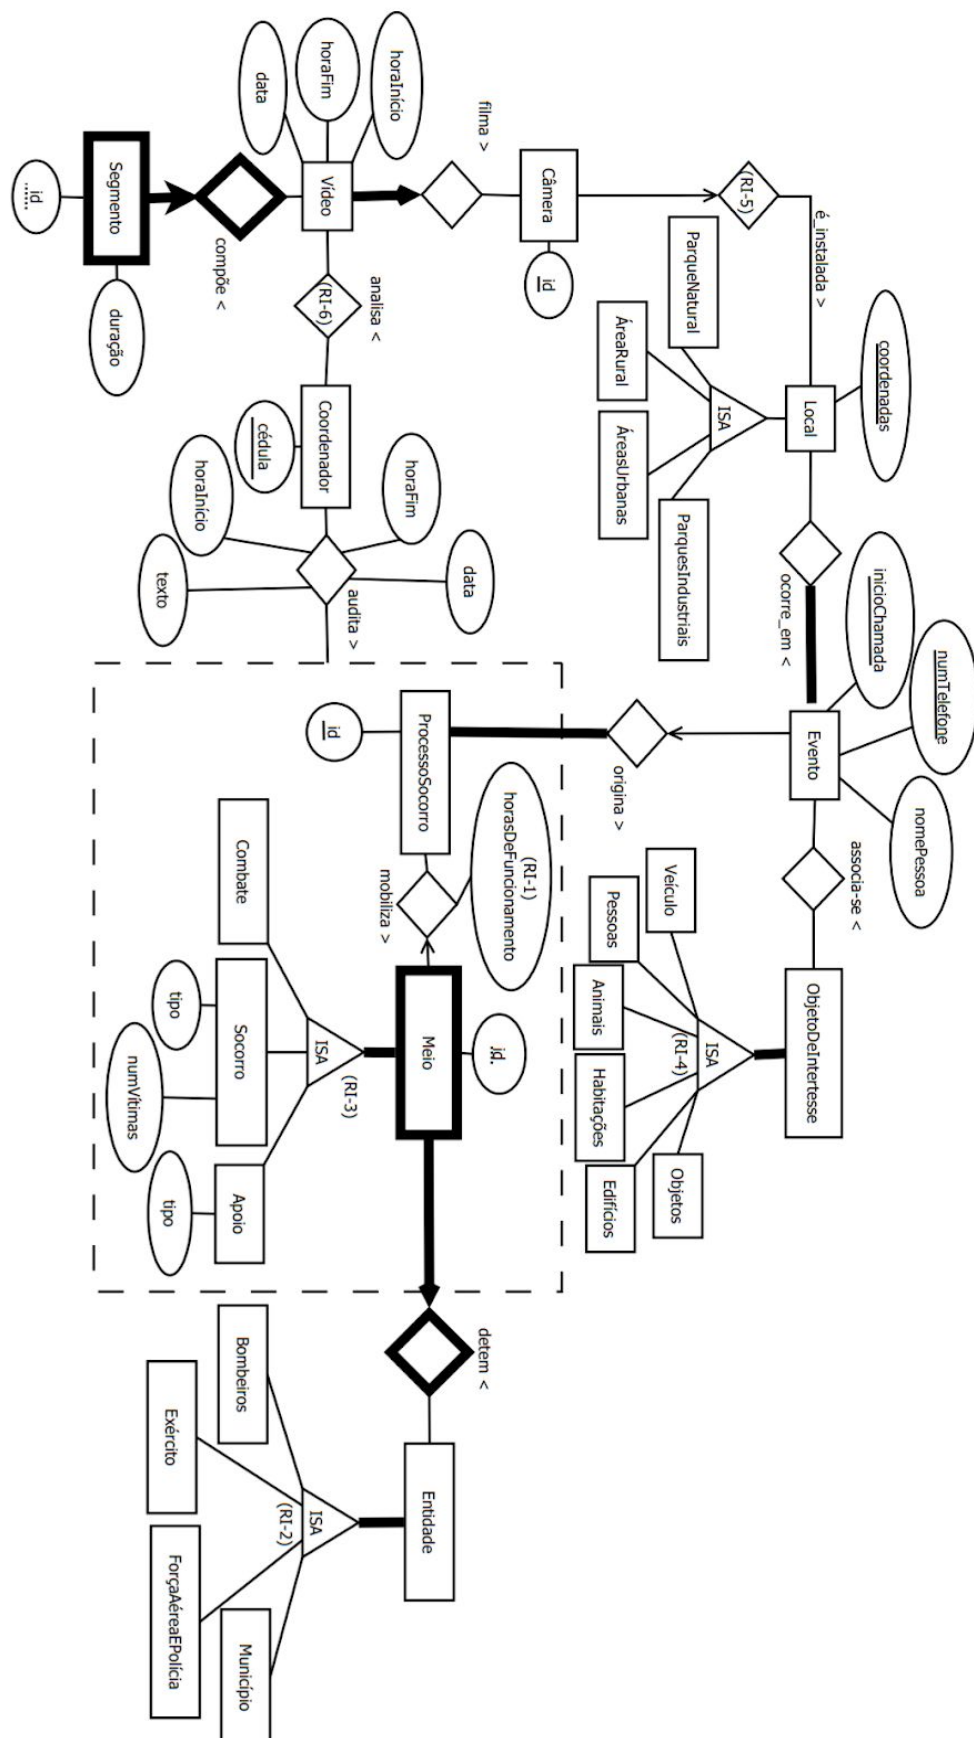 horaInício
horaFim
data
Vídeo
filma >
Câmera
id
(RI-5)
é_instalada >
coordenadas
Local
ISA
ParqueNatural
ÁreaRural
ÁreasUrbanas
ParquesIndustriais
Segmento
id
duração
compõe <
analisa <
(RI-6)
Coordenador
cédula
horaInício
horaFim
texto
data
audita >
ocorre_em <
inicioChamada
numTelefone
nomePessoa
Evento
origina >
associa-se <
ObjetoDeIntertesse
ISA
(RI-4)
Veículo
Pessoas
Animais
Habitações
Edifícios
Objetos
ProcessoSocorro
id
(RI-1)
horasDeFuncionamento
mobiliza >
Meio
id
ISA
(RI-3)
Combate
Socorro
tipo
numVítimas
Apoio
tipo
detem <
Entidade
ISA
(RI-2)
Bombeiros
Exército
ForçaAéreaEPolícia
Município